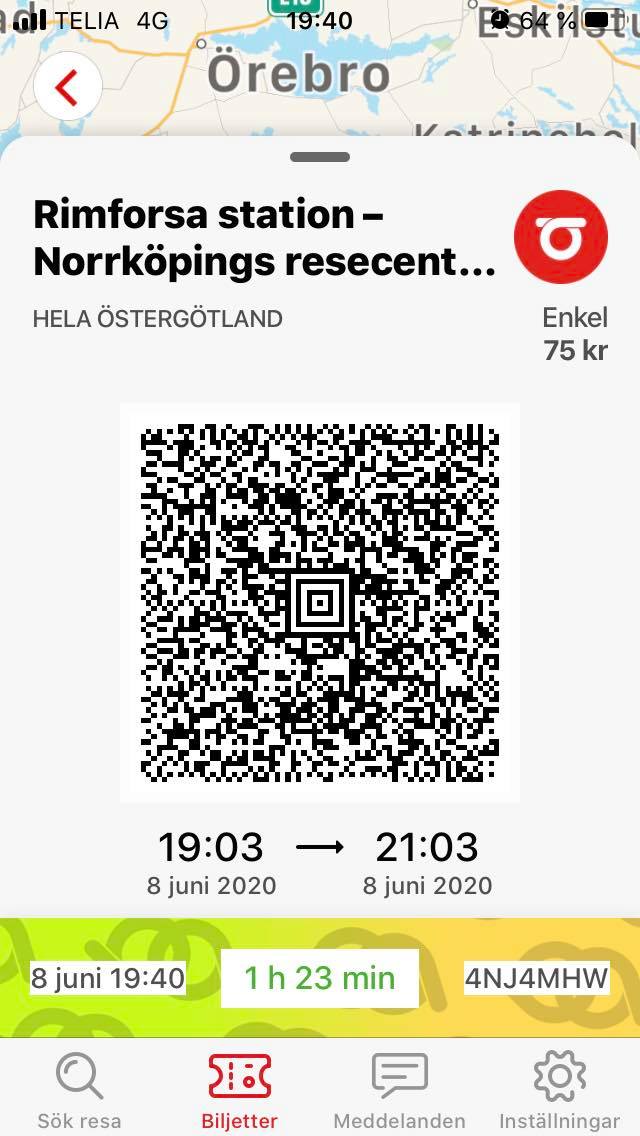 TELIA 4G 19:40 64 %
Örebro
Rimforsa station –
Norrköpings resecent...
HELA ÖSTERGÖTLAND
Enkel
75 kr
19:03 → 21:03
8 juni 2020 8 juni 2020
8 juni 19:40 1 h 23 min 4NJ4MHW
Sök resa Biljetter Meddelanden Inställningar